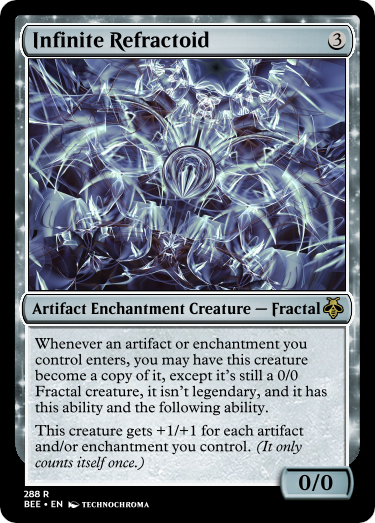 Infinite Refractoid 3
Artifact Enchantment Creature — Fractal
Whenever an artifact or enchantment you
control enters, you may have this creature
become a copy of it, except it's still a 0/0
Fractal creature, it isn't legendary, and it has
this ability and the following ability.
This creature gets +1/+1 for each artifact
and/or enchantment you control. (It only
counts itself once.)
0/0
288 R
BEE • EN TECHNOCHROMA